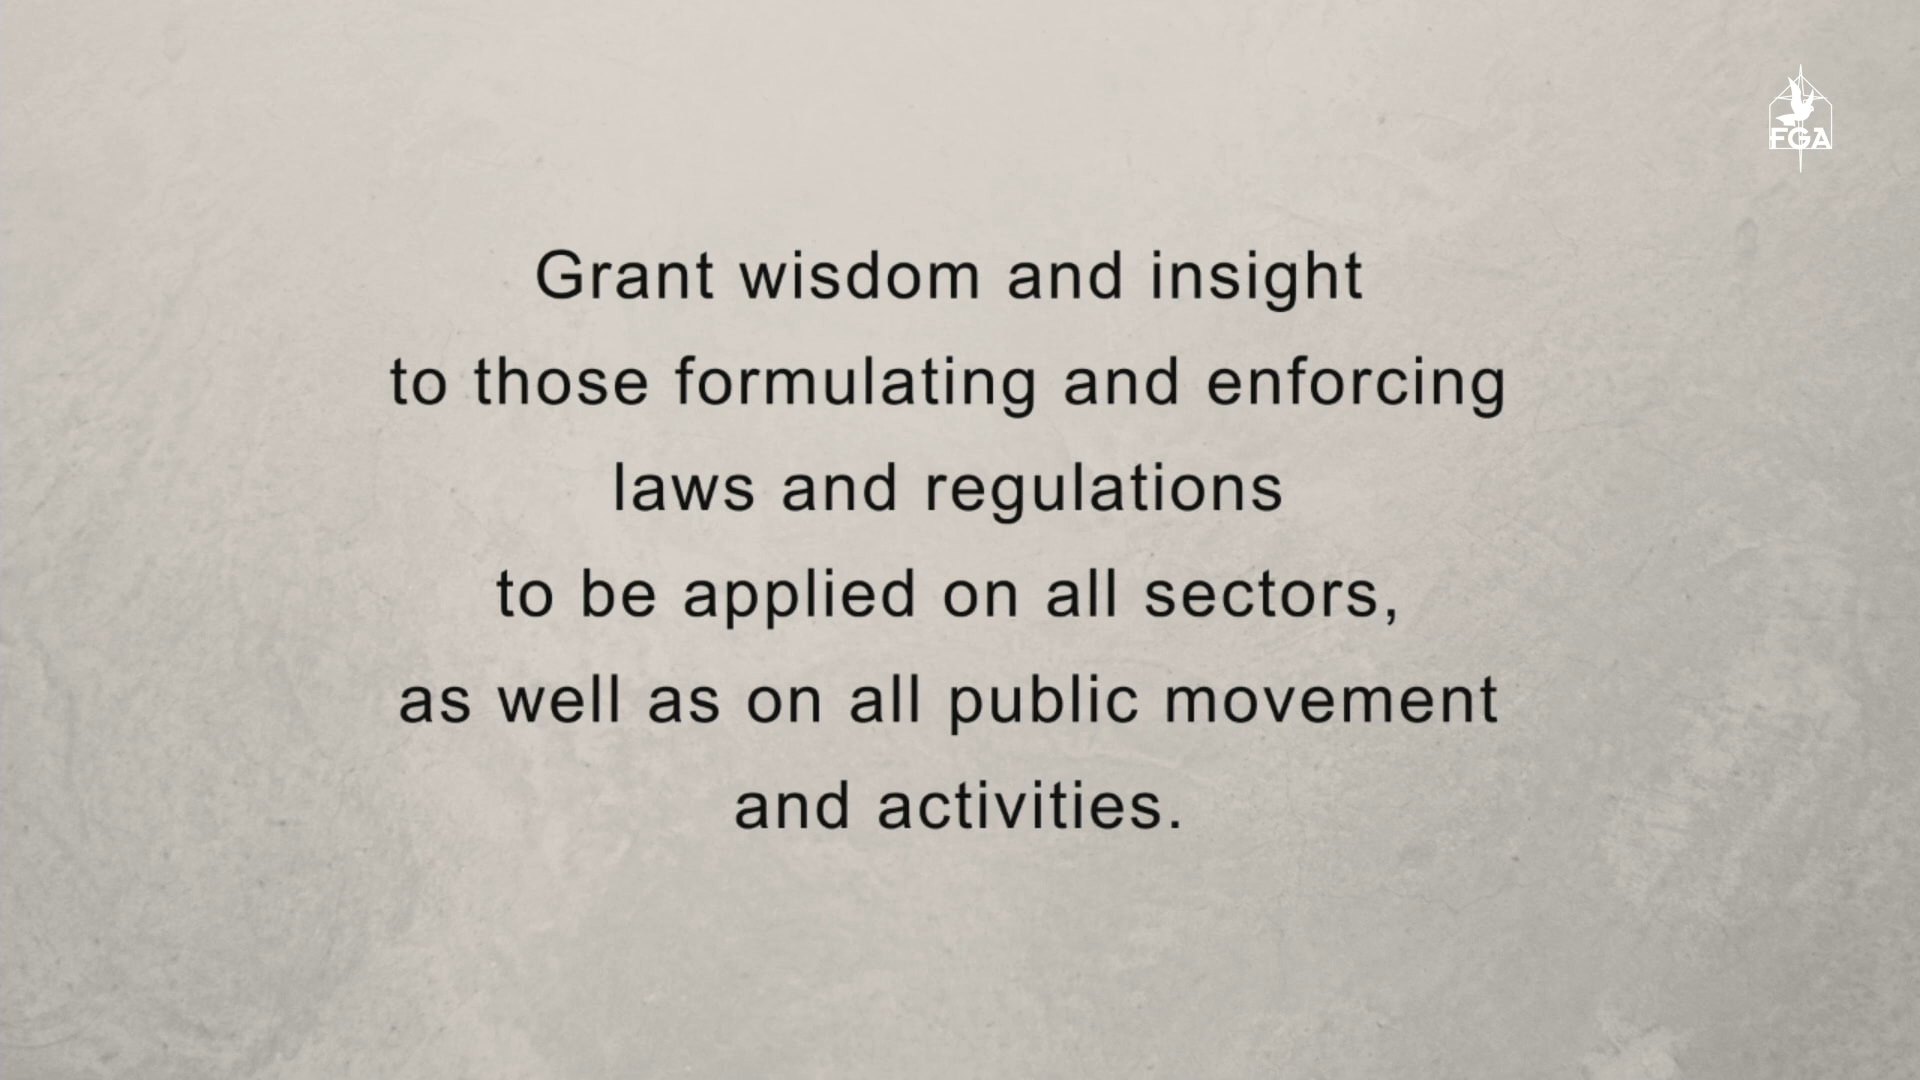 FGA
Grant wisdom and insight
to those formulating and enforcing
laws and regulations
to be applied on all sectors,
as well as on all public movement
and activities.